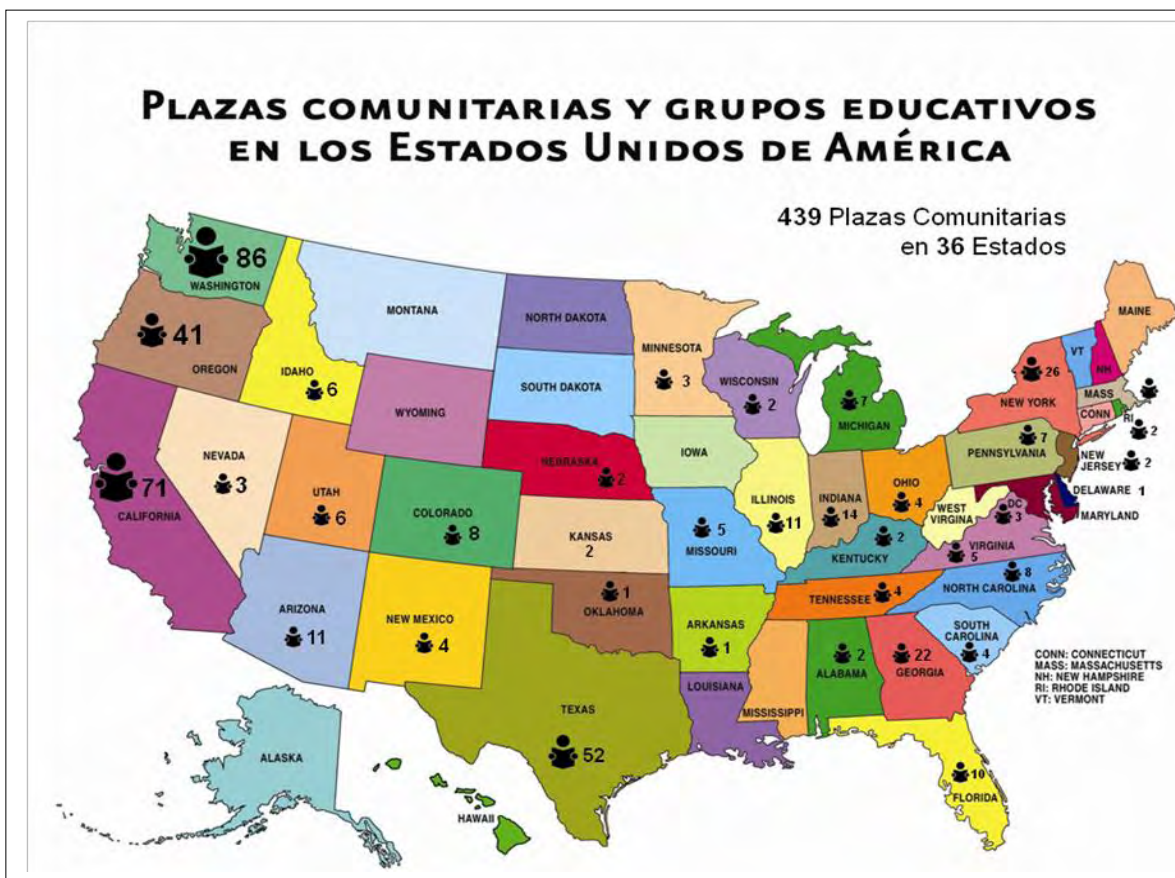 PLAZAS COMUNITARIAS Y GRUPOS EDUCATIVOS
EN LOS ESTADOS UNIDOS DE AMÉRICA
439 Plazas Comunitarias
en 36 Estados
86
WASHINGTON
41
OREGON
IDAHO
6
MONTANA
NORTH DAKOTA
MINNESOTA
3
SOUTH DAKOTA
WISCONSIN
2
7
MICHIGAN
WYOMING
26
NEW YORK
VT
NH
MAINE
MASS
CONN
RI
2
7
PENNSYLVANIA
NEW
JERSEY
2
DELAWARE 1
MARYLAND
DC
3
71
CALIFORNIA
NEVADA
3
UTAH
6
COLORADO
8
NEBRASKA
2
IOWA
KANSAS
2
5
MISSOURI
ILLINOIS
11
INDIANA
14
OHIO
4
WEST
VIRGINA
VIRGINIA
5
2
KENTUCKY
8
NORTH CAROLINA
4
TENNESSEE
SOUTH
CAROLINA
4
ARIZONA
11
NEW MEXICO
4
1
OKLAHOMA
ARKANSAS
1
TEXAS
52
LOUISIANA
MISSISSIPPI
2
ALABAMA
22
GEORGIA
10
FLORIDA
ALASKA
HAWAII
CONN: CONNECTICUT
MASS: MASSACHUSETTS
NH: NEW HAMPSHIRE
RI: RHODE ISLAND
VT: VERMONT